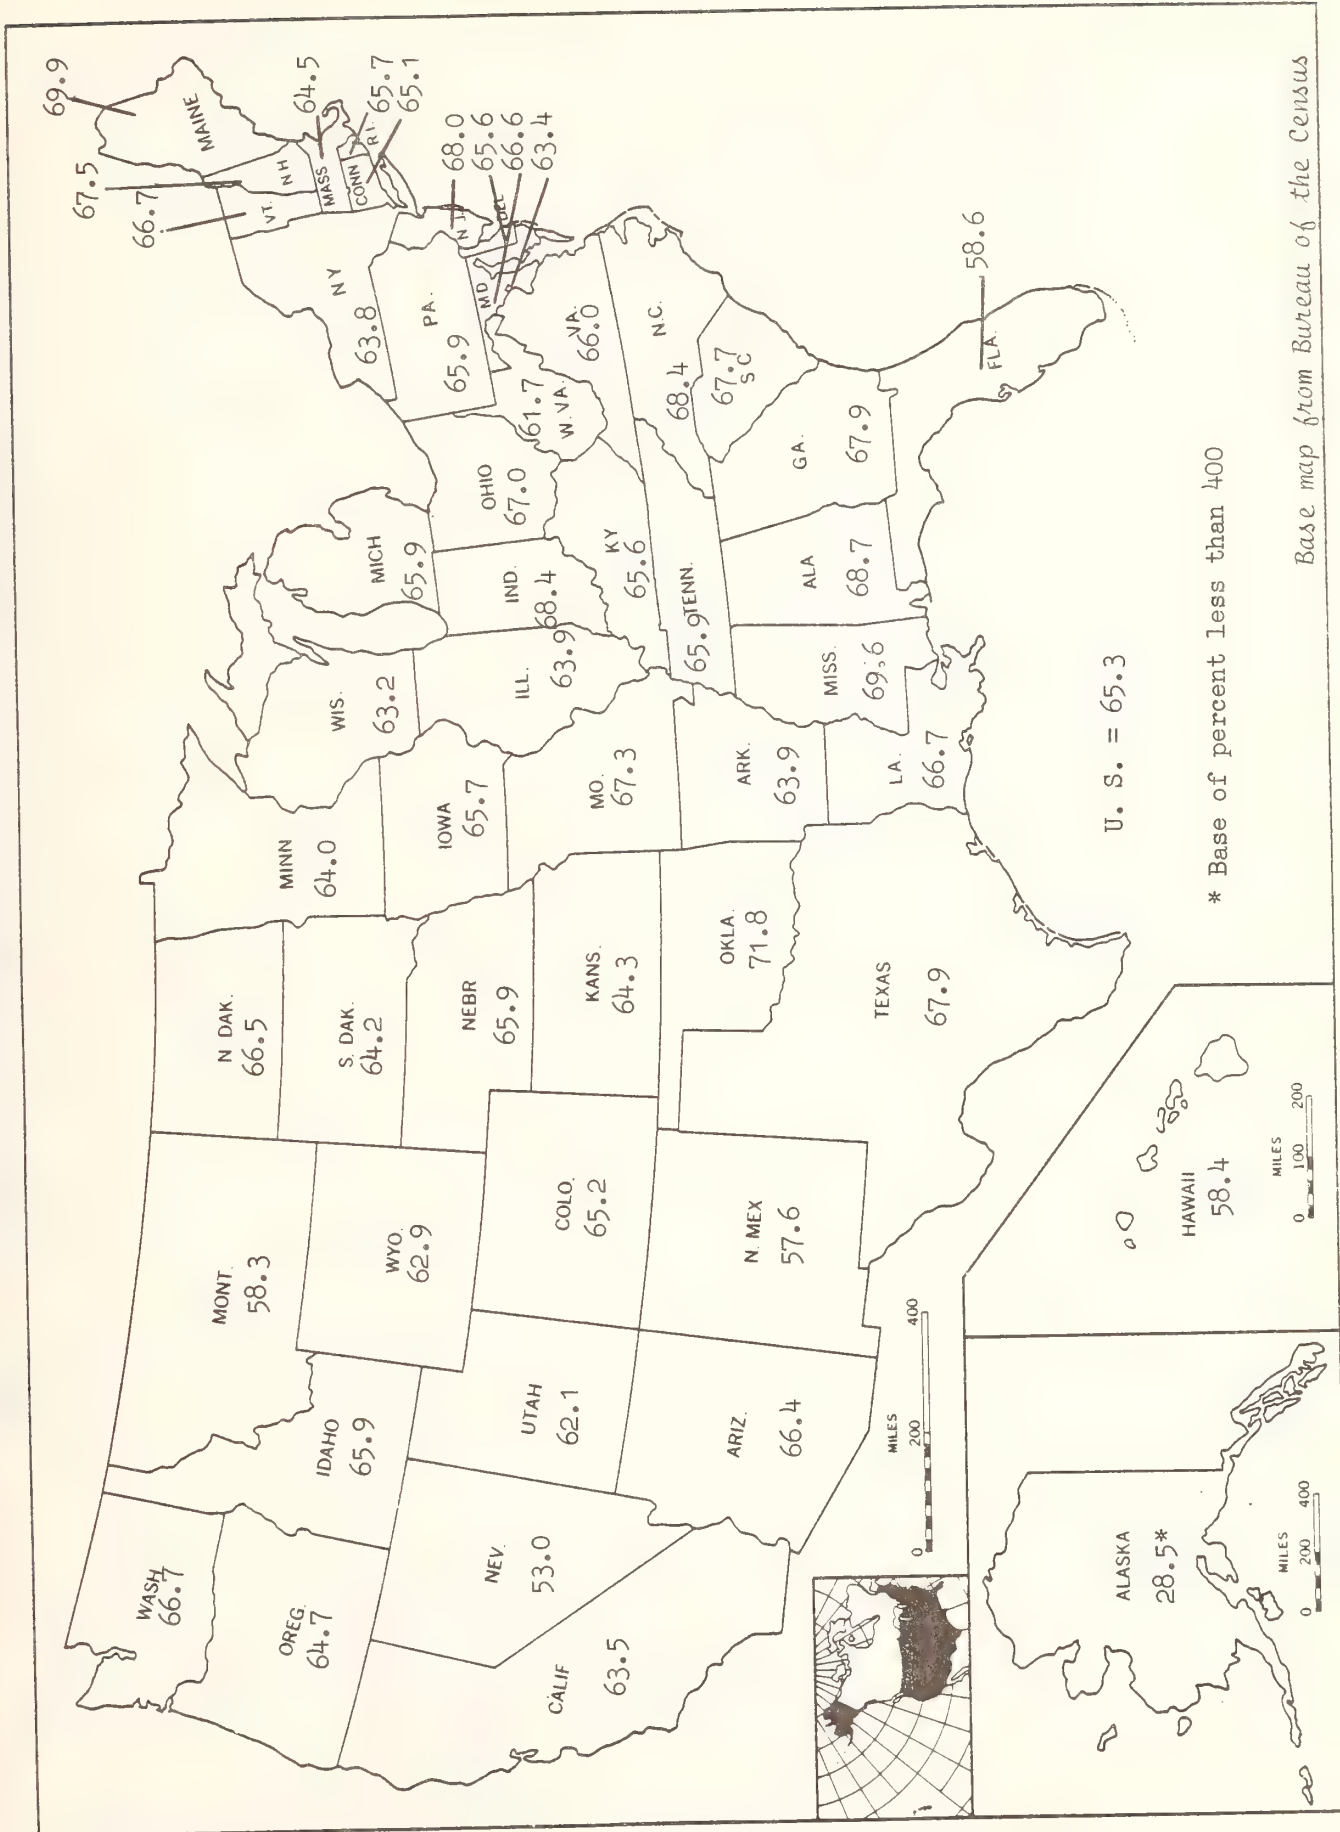 WASH
66.7
OREG.
64.7
CALIF
63.5
NEV.
53.0
IDAHO
65.9
MONT.
58.3
WYO.
62.9
UTAH
62.1
COLO.
65.2
ARIZ.
66.4
N. MEX
57.6
N DAK.
66.5
S. DAK.
64.2
NEBR
65.9
KANS.
64.3
OKLA.
71.8
TEXAS
67.9
MINN
64.0
IOWA
65.7
MO.
67.3
ARK.
63.9
LA.
66.7
WIS.
63.2
ILL.
63.9
MICH
65.9
IND.
68.4
OHIO
67.0
KY
65.6
TENN.
65.9
MISS.
69.6
ALA
68.7
GA.
67.9
FLA.
58.6
S C
67.7
N.C.
68.4
VA.
66.0
W.VA.
61.7
PA.
65.9
NY
63.8
VT.
66.7
NH
67.5
MAINE
69.9
MASS
64.5
R I.
65.7
CONN
65.1
N J.
68.0
DEL
65.6
MD
66.6
63.4
ALASKA
28.5*
MILES
0 200 400
HAWAII
58.4
MILES
0 100 200
MILES
0 200 400
U. S. = 65.3
* Base of percent less than 400
Base map from Bureau of the Census